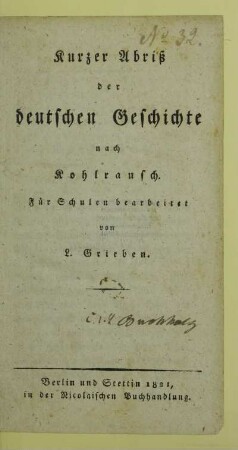 No 32.
Kurzer Abriß
der
deutschen Geschichte
nach
Kohlrausch.
Für Schulen bearbeitet
von
L. Grieben.
Buchholz
Berlin und Stettin 1821,
in der Nicolaischen Buchhandlung.